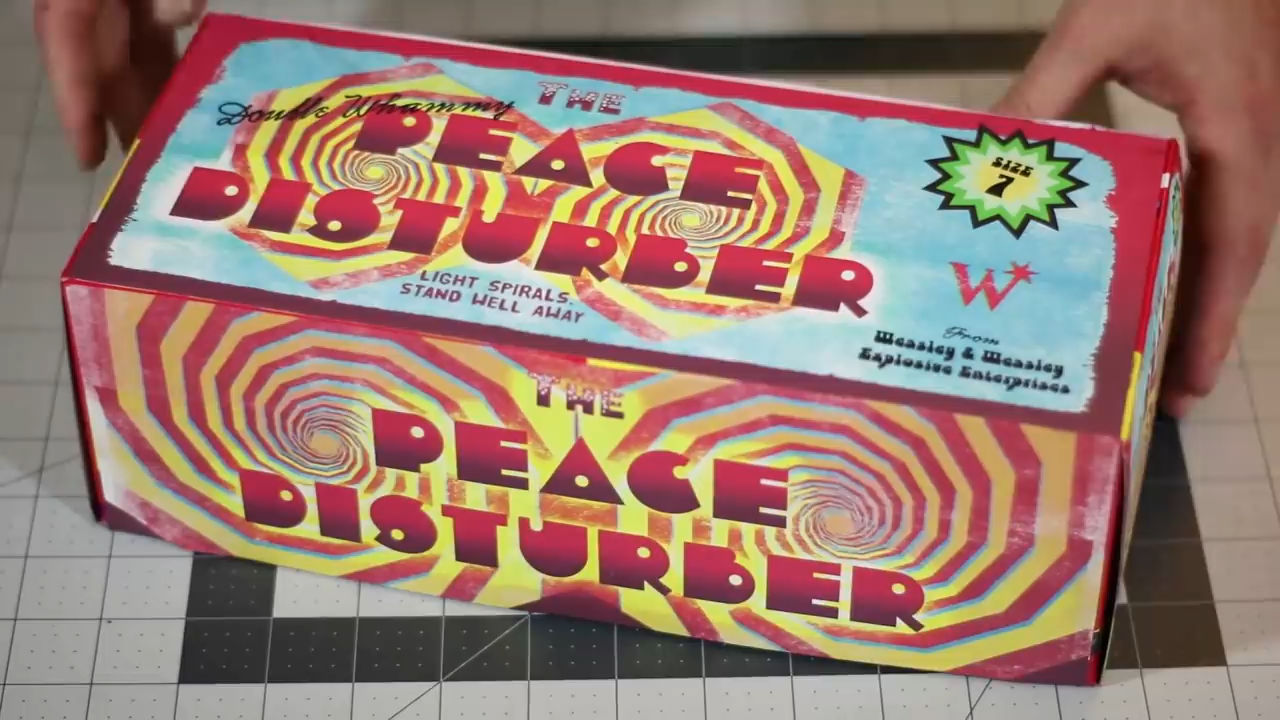 Double Whammy
THE
PEACE
DISTURBER
LIGHT SPIRALS,
STAND WELL AWAY
SIZE
7
W
From
Weasley & Weasley
Explosive Enterprises
THE
PEACE
DISTURBER